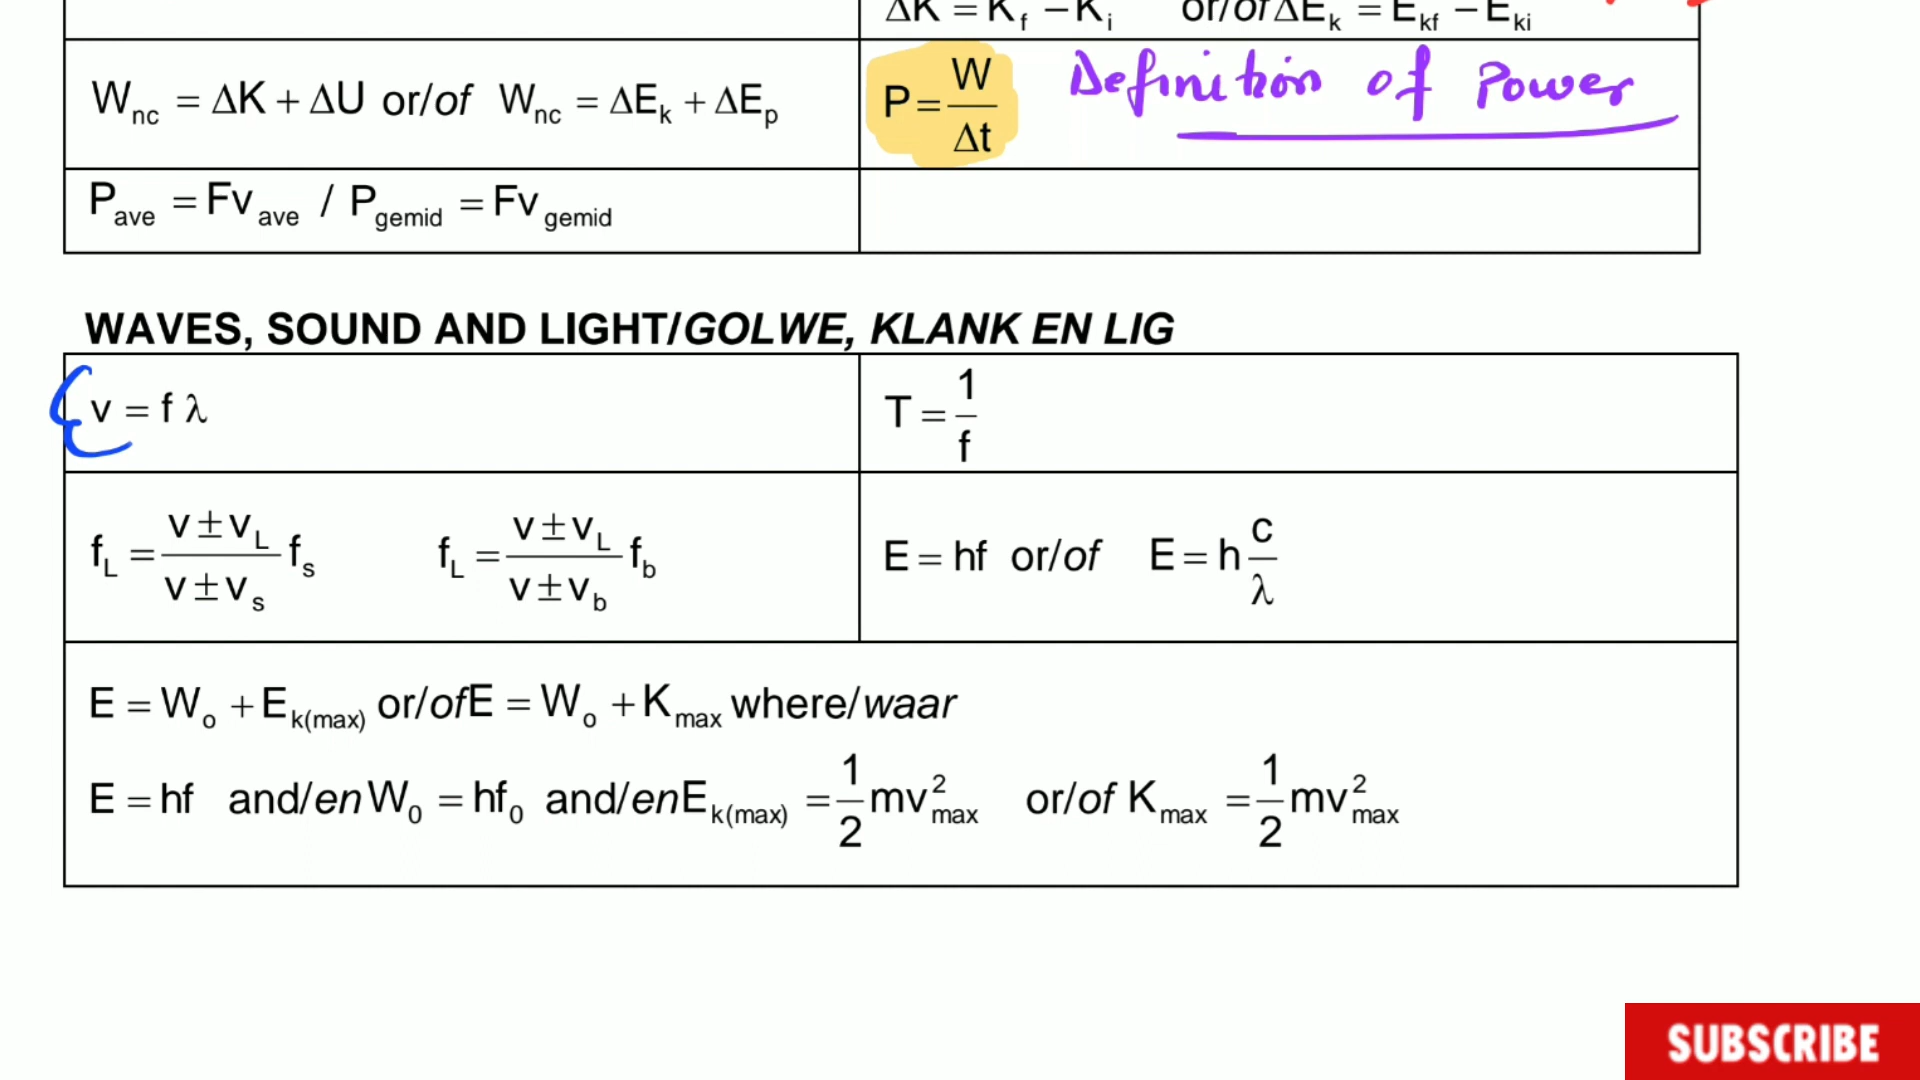 ΔK = K_f − K_i or/of ΔE_k = E_kf − E_ki
W_nc = ΔK + ΔU or/of W_nc = ΔE_k + ΔE_p
P = W/Δt Definition of Power
P_ave = Fv_ave / P_gemid = Fv_gemid
WAVES, SOUND AND LIGHT/GOLWE, KLANK EN LIG
v = f λ
T = 1/f
f_L = (v ± v_L)/(v ± v_s) f_s f_L = (v ± v_L)/(v ± v_b) f_b
E = hf or/of E = h c/λ
E = W_o + E_k(max) or/of E = W_o + K_max where/waar
E = hf and/en W_0 = hf_0 and/en E_k(max) = 1/2 mv²_max or/of K_max = 1/2 mv²_max
SUBSCRIBE